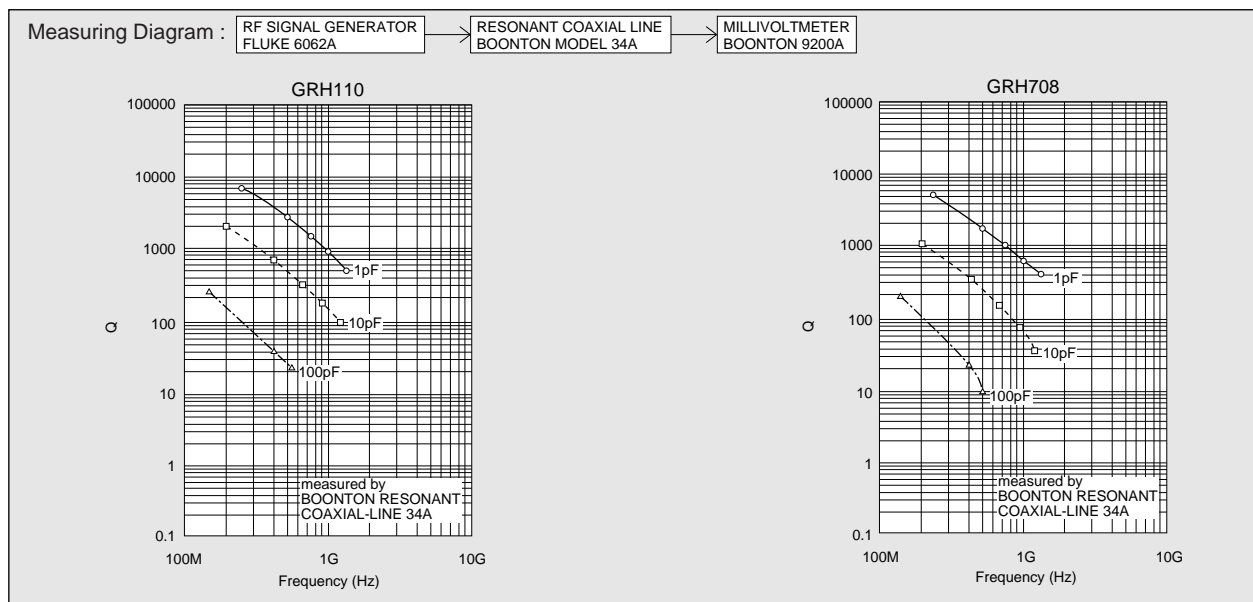 Measuring Diagram :
RF SIGNAL GENERATOR
FLUKE 6062A
RESONANT COAXIAL LINE
BOONTON MODEL 34A
MILLIVOLTMETER
BOONTON 9200A
GRH110
100000
10000
1000
100
10
1
0.1
Q
1pF
10pF
100pF
measured by
BOONTON RESONANT
COAXIAL-LINE 34A
100M
1G
10G
Frequency (Hz)
GRH708
100000
10000
1000
100
10
1
0.1
Q
1pF
10pF
100pF
measured by
BOONTON RESONANT
COAXIAL-LINE 34A
100M
1G
10G
Frequency (Hz)